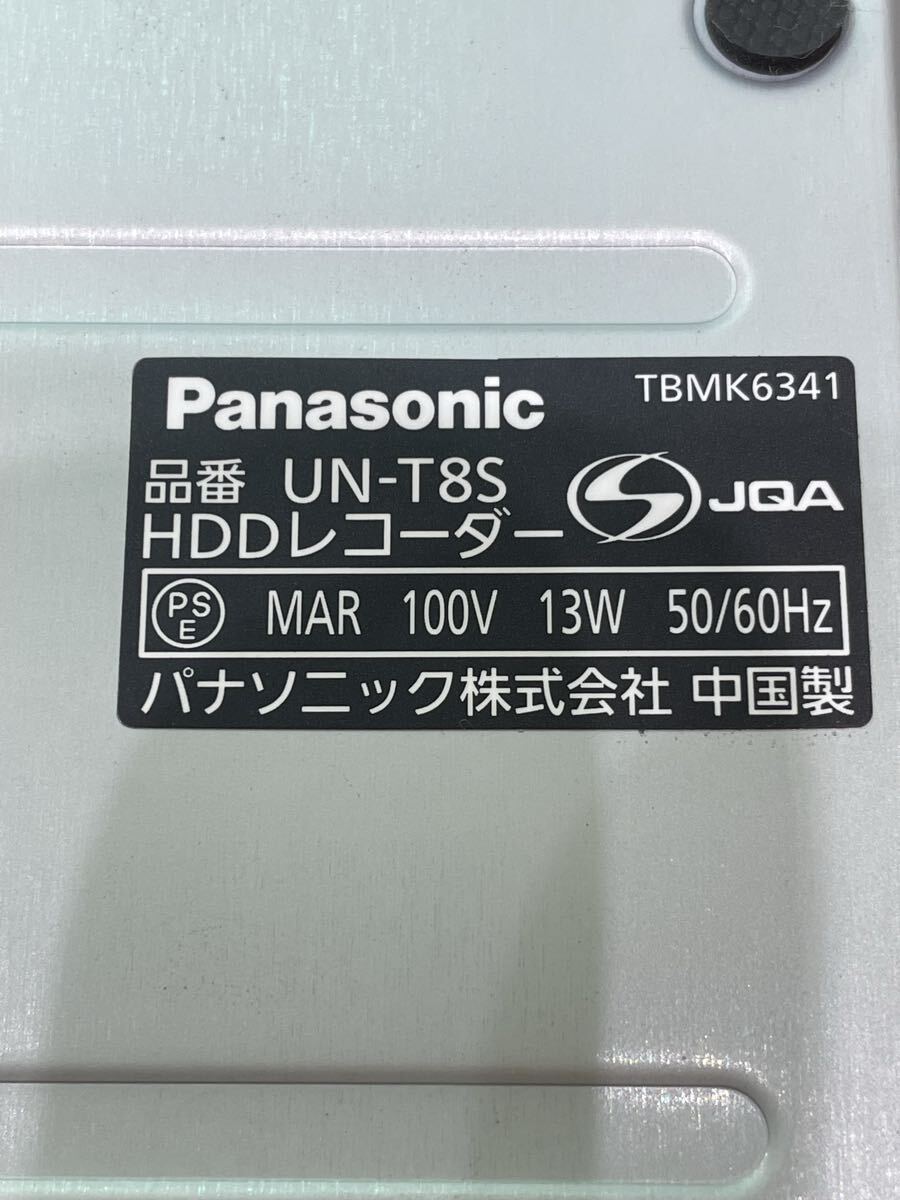 Panasonic TBMK6341
品番 UN-T8S JQA
HDDレコーダー
PSE MAR 100V 13W 50/60Hz
パナソニック株式会社 中国製